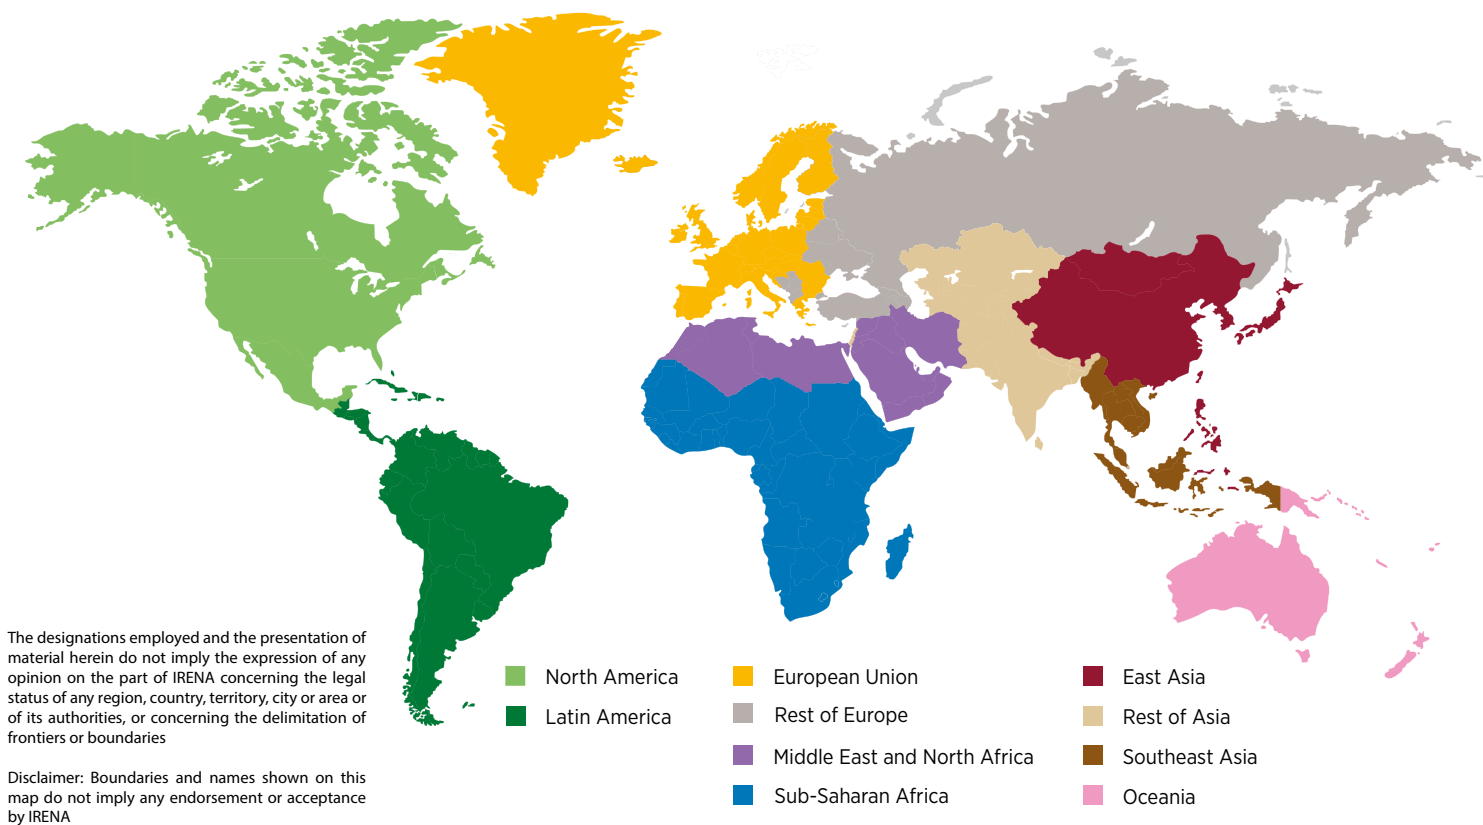 The designations employed and the presentation of
material herein do not imply the expression of any
opinion on the part of IRENA concerning the legal
status of any region, country, territory, city or area or
of its authorities, or concerning the delimitation of
frontiers or boundaries
Disclaimer: Boundaries and names shown on this
map do not imply any endorsement or acceptance
by IRENA
North America
Latin America
European Union
Rest of Europe
Middle East and North Africa
Sub-Saharan Africa
East Asia
Rest of Asia
Southeast Asia
Oceania